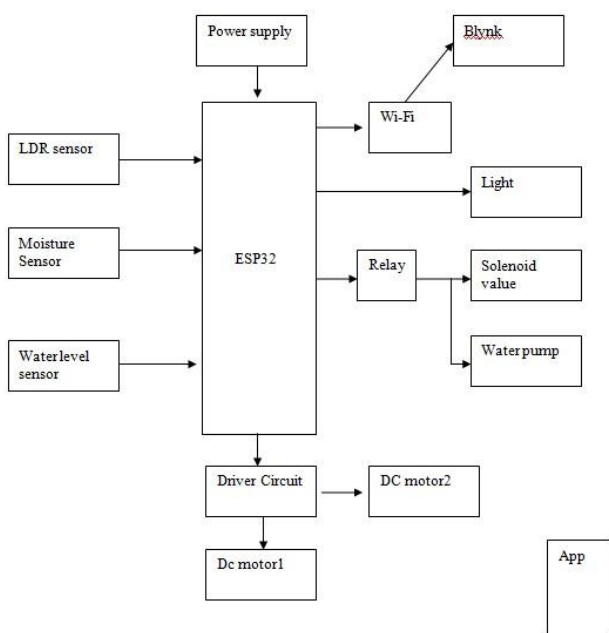 Power supply
Blynk
Wi-Fi
LDR sensor
Light
Moisture
Sensor
ESP32
Relay
Solenoid
value
Water level
sensor
Water pump
Driver Circuit
DC motor2
Dc motor1
App